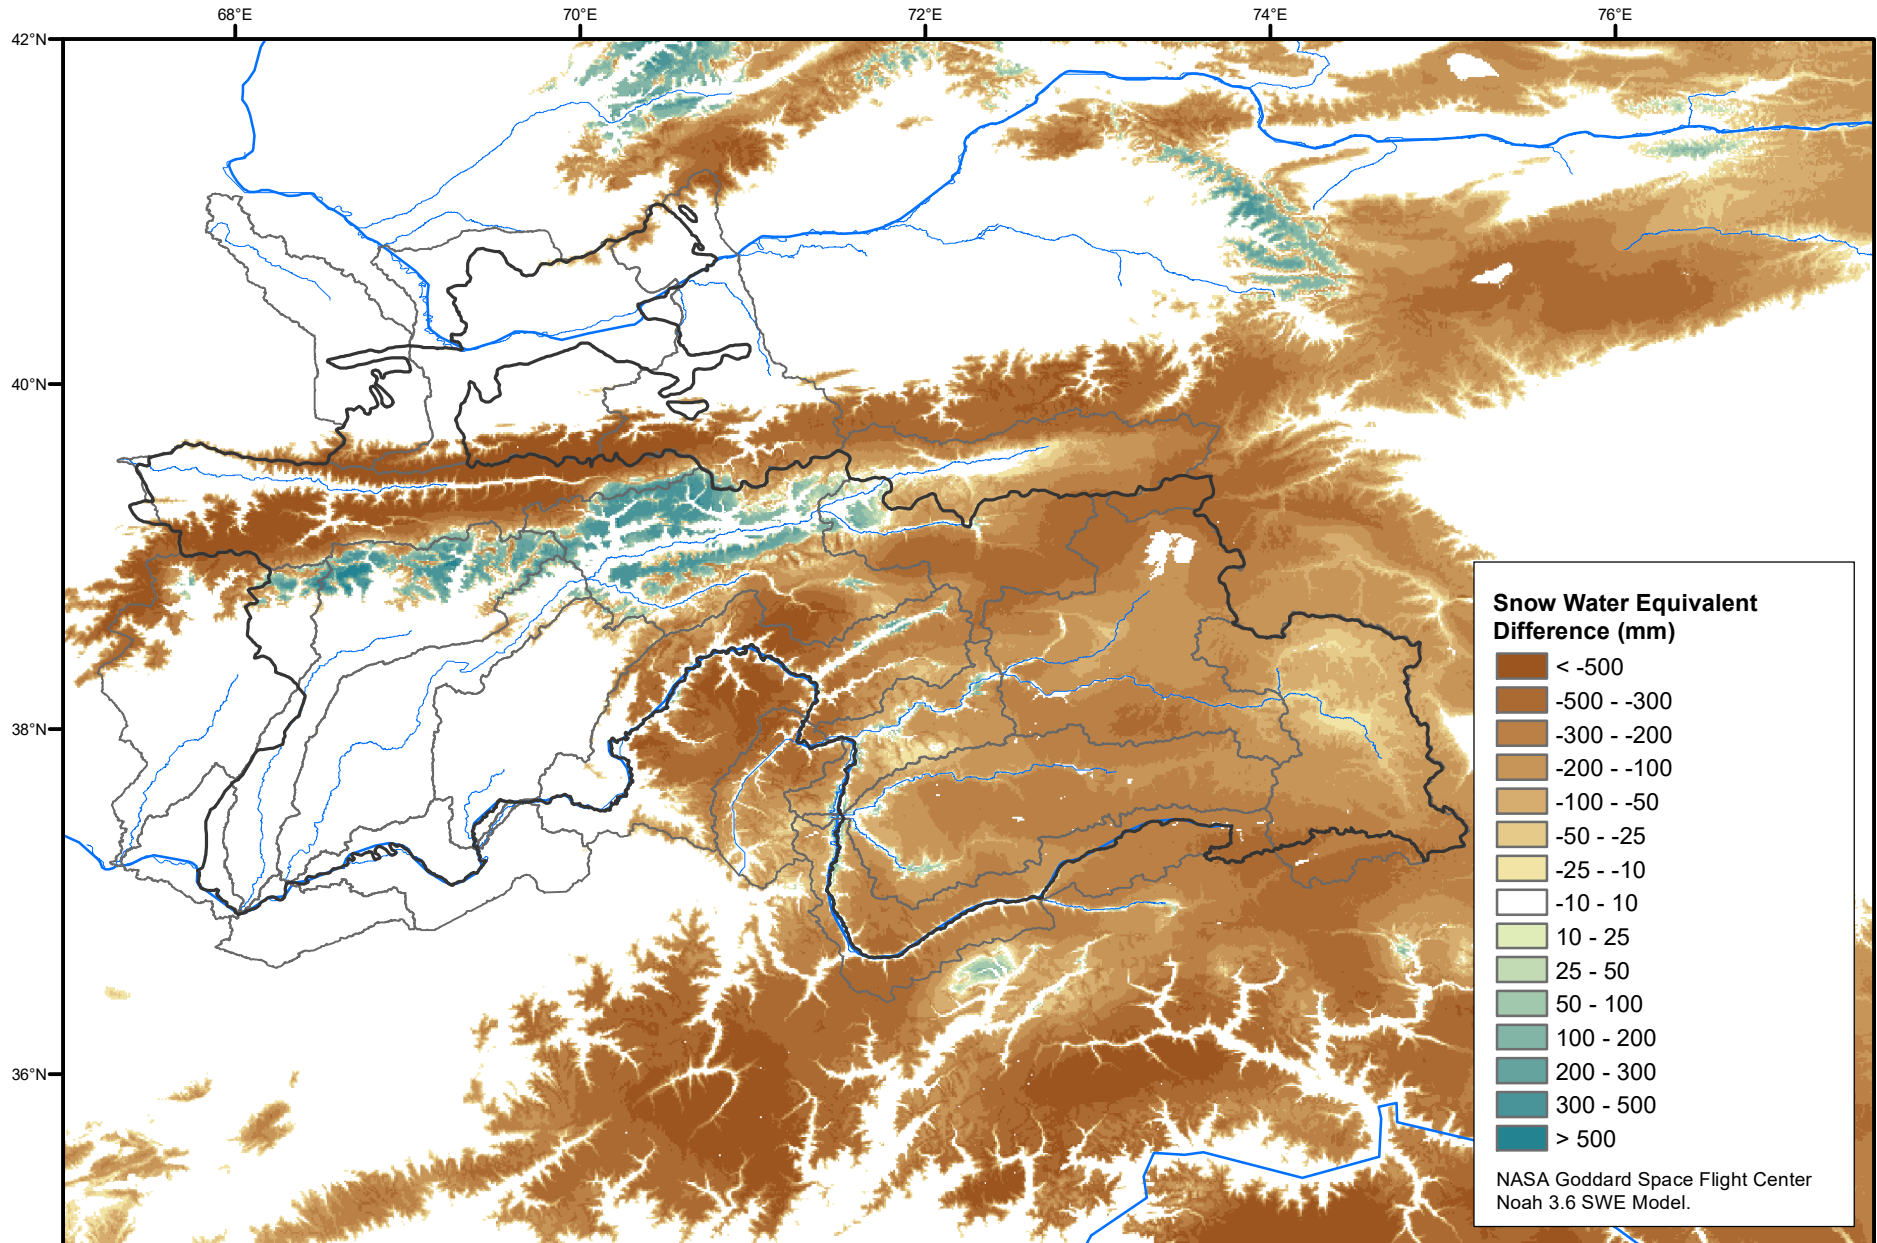 68°E 70°E 72°E 74°E 76°E
42°N
40°N
38°N
36°N
Snow Water Equivalent
Difference (mm)
< -500
-500 - -300
-300 - -200
-200 - -100
-100 - -50
-50 - -25
-25 - -10
-10 - 10
10 - 25
25 - 50
50 - 100
100 - 200
200 - 300
300 - 500
> 500
NASA Goddard Space Flight Center
Noah 3.6 SWE Model.